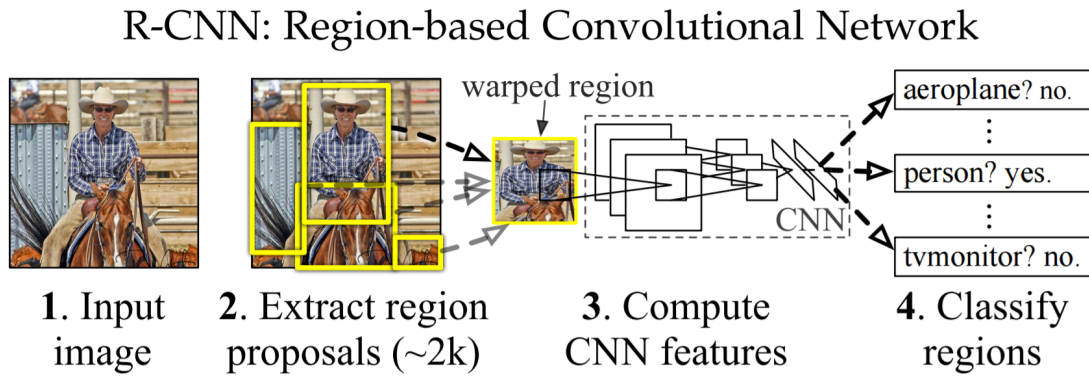 R-CNN: Region-based Convolutional Network
warped region
aeroplane? no.
person? yes.
tvmonitor? no.
CNN
1. Input
image
2. Extract region
proposals (~2k)
3. Compute
CNN features
4. Classify
regions